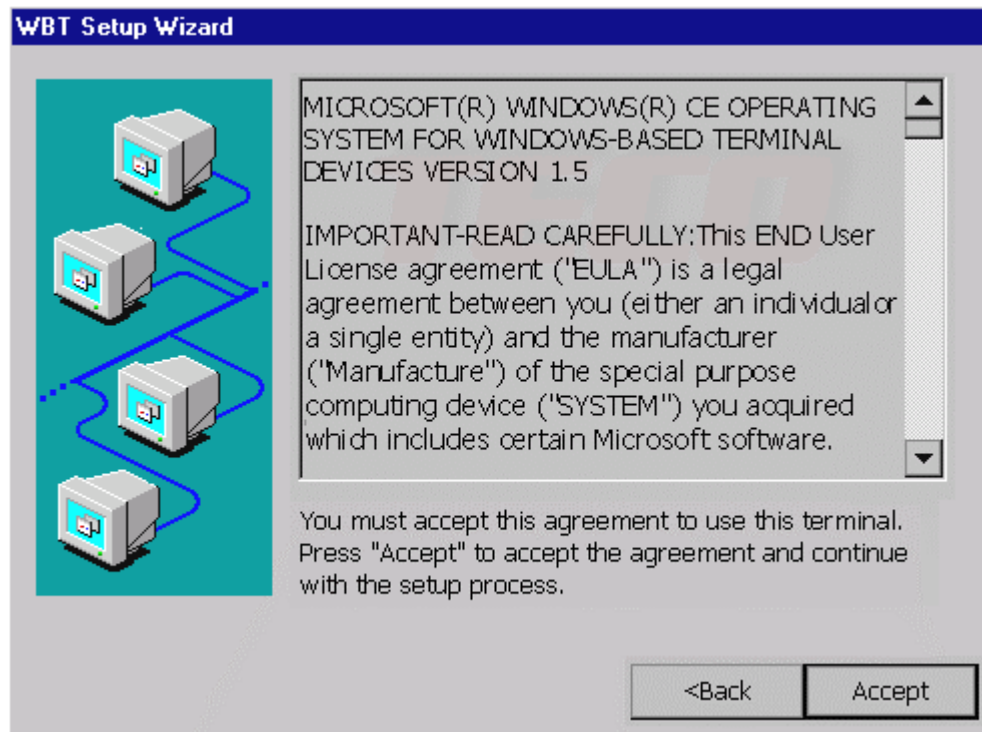 WBT Setup Wizard
MICROSOFT(R) WINDOWS(R) CE OPERATING
SYSTEM FOR WINDOWS-BASED TERMINAL
DEVICES VERSION 1.5
IMPORTANT-READ CAREFULLY:This END User
License agreement ("EULA") is a legal
agreement between you (either an individualor
a single entity) and the manufacturer
("Manufacture") of the special purpose
computing device ("SYSTEM") you acquired
which includes certain Microsoft software.
You must accept this agreement to use this terminal.
Press "Accept" to accept the agreement and continue
with the setup process.
<Back
Accept